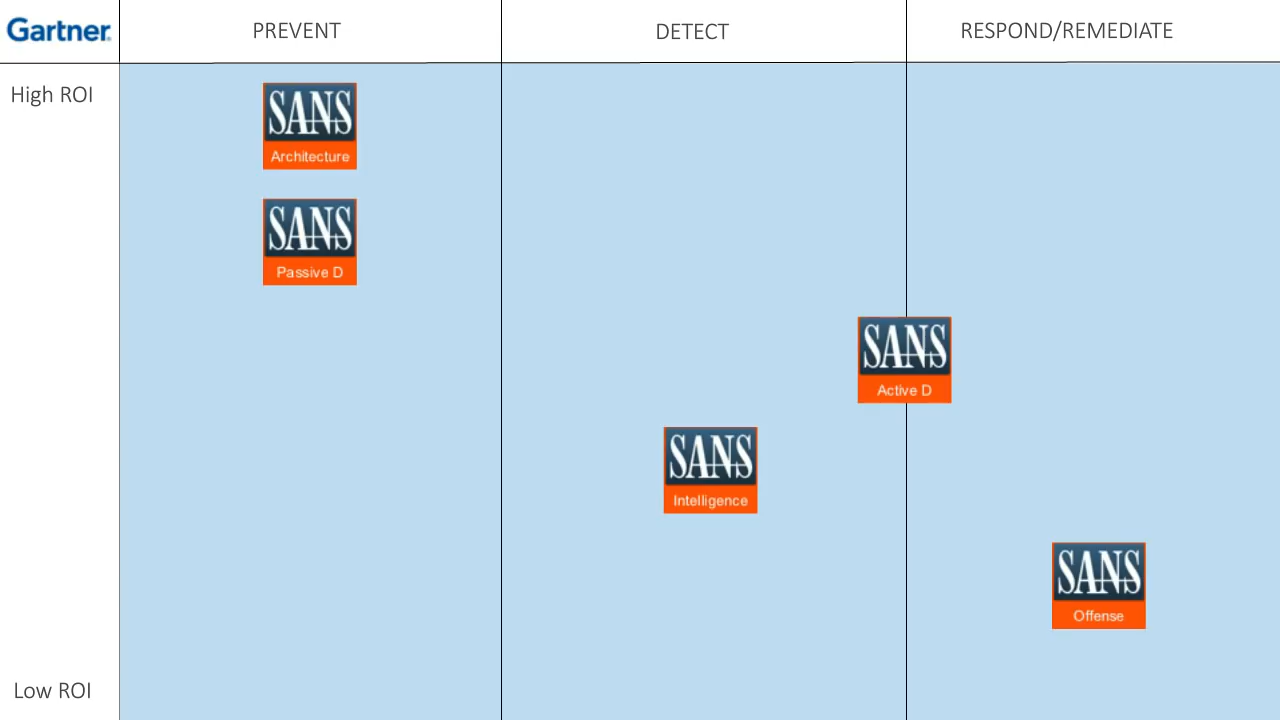 Gartner
PREVENT
DETECT
RESPOND/REMEDIATE
High ROI
SANS
Architecture
SANS
Passive D
SANS
Active D
SANS
Intelligence
SANS
Offense
Low ROI